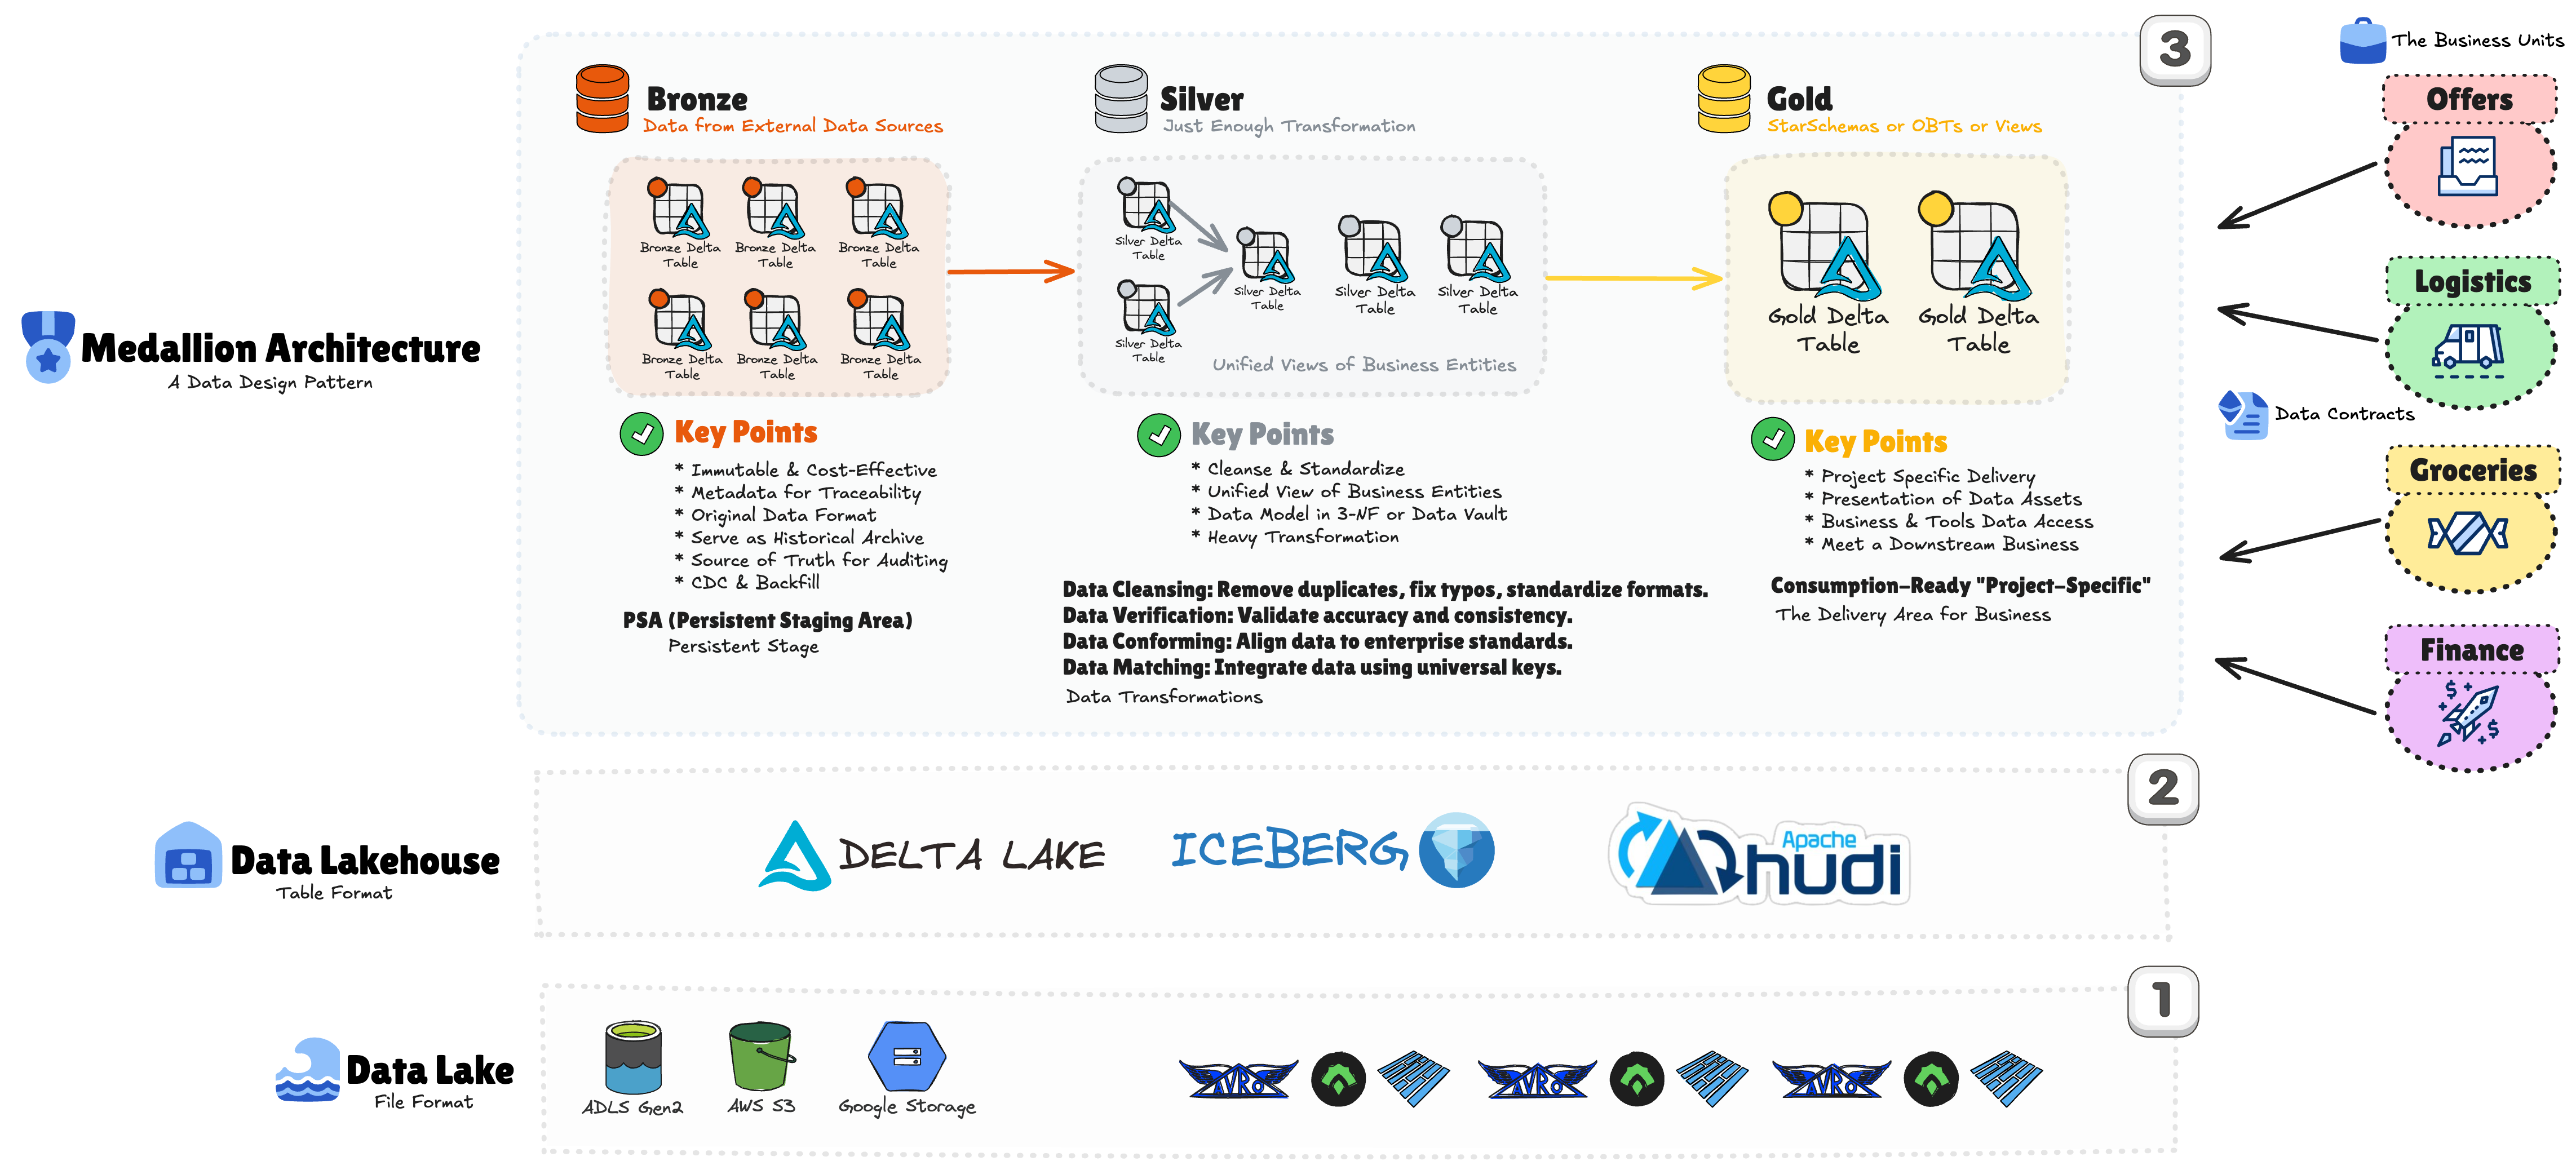 3
The Business Units
Bronze
Data from External Data Sources
Silver
Just Enough Transformation
Gold
StarSchemas or OBTs or Views
Offers
Logistics
Data Contracts
Groceries
Finance
Medallion Architecture
A Data Design Pattern
Bronze Delta
Table
Bronze Delta
Table
Bronze Delta
Table
Bronze Delta
Table
Bronze Delta
Table
Bronze Delta
Table
Silver Delta
Table
Silver Delta
Table
Silver Delta
Table
Silver Delta
Table
Silver Delta
Table
Unified Views of Business Entities
Gold Delta
Table
Gold Delta
Table
Key Points
* Immutable & Cost-Effective
* Metadata for Traceability
* Original Data Format
* Serve as Historical Archive
* Source of Truth for Auditing
* CDC & Backfill
PSA (Persistent Staging Area)
Persistent Stage
Key Points
* Cleanse & Standardize
* Unified View of Business Entities
* Data Model in 3-NF or Data Vault
* Heavy Transformation
Data Cleansing: Remove duplicates, fix typos, standardize formats.
Data Verification: Validate accuracy and consistency.
Data Conforming: Align data to enterprise standards.
Data Matching: Integrate data using universal keys.
Data Transformations
Key Points
* Project Specific Delivery
* Presentation of Data Assets
* Business & Tools Data Access
* Meet a Downstream Business
Consumption-Ready "Project-Specific"
The Delivery Area for Business
2
Data Lakehouse
Table Format
DELTA LAKE
ICEBERG
Apache
hudi
1
Data Lake
File Format
ADLS Gen2
AWS S3
Google Storage
AVRO
AVRO
AVRO